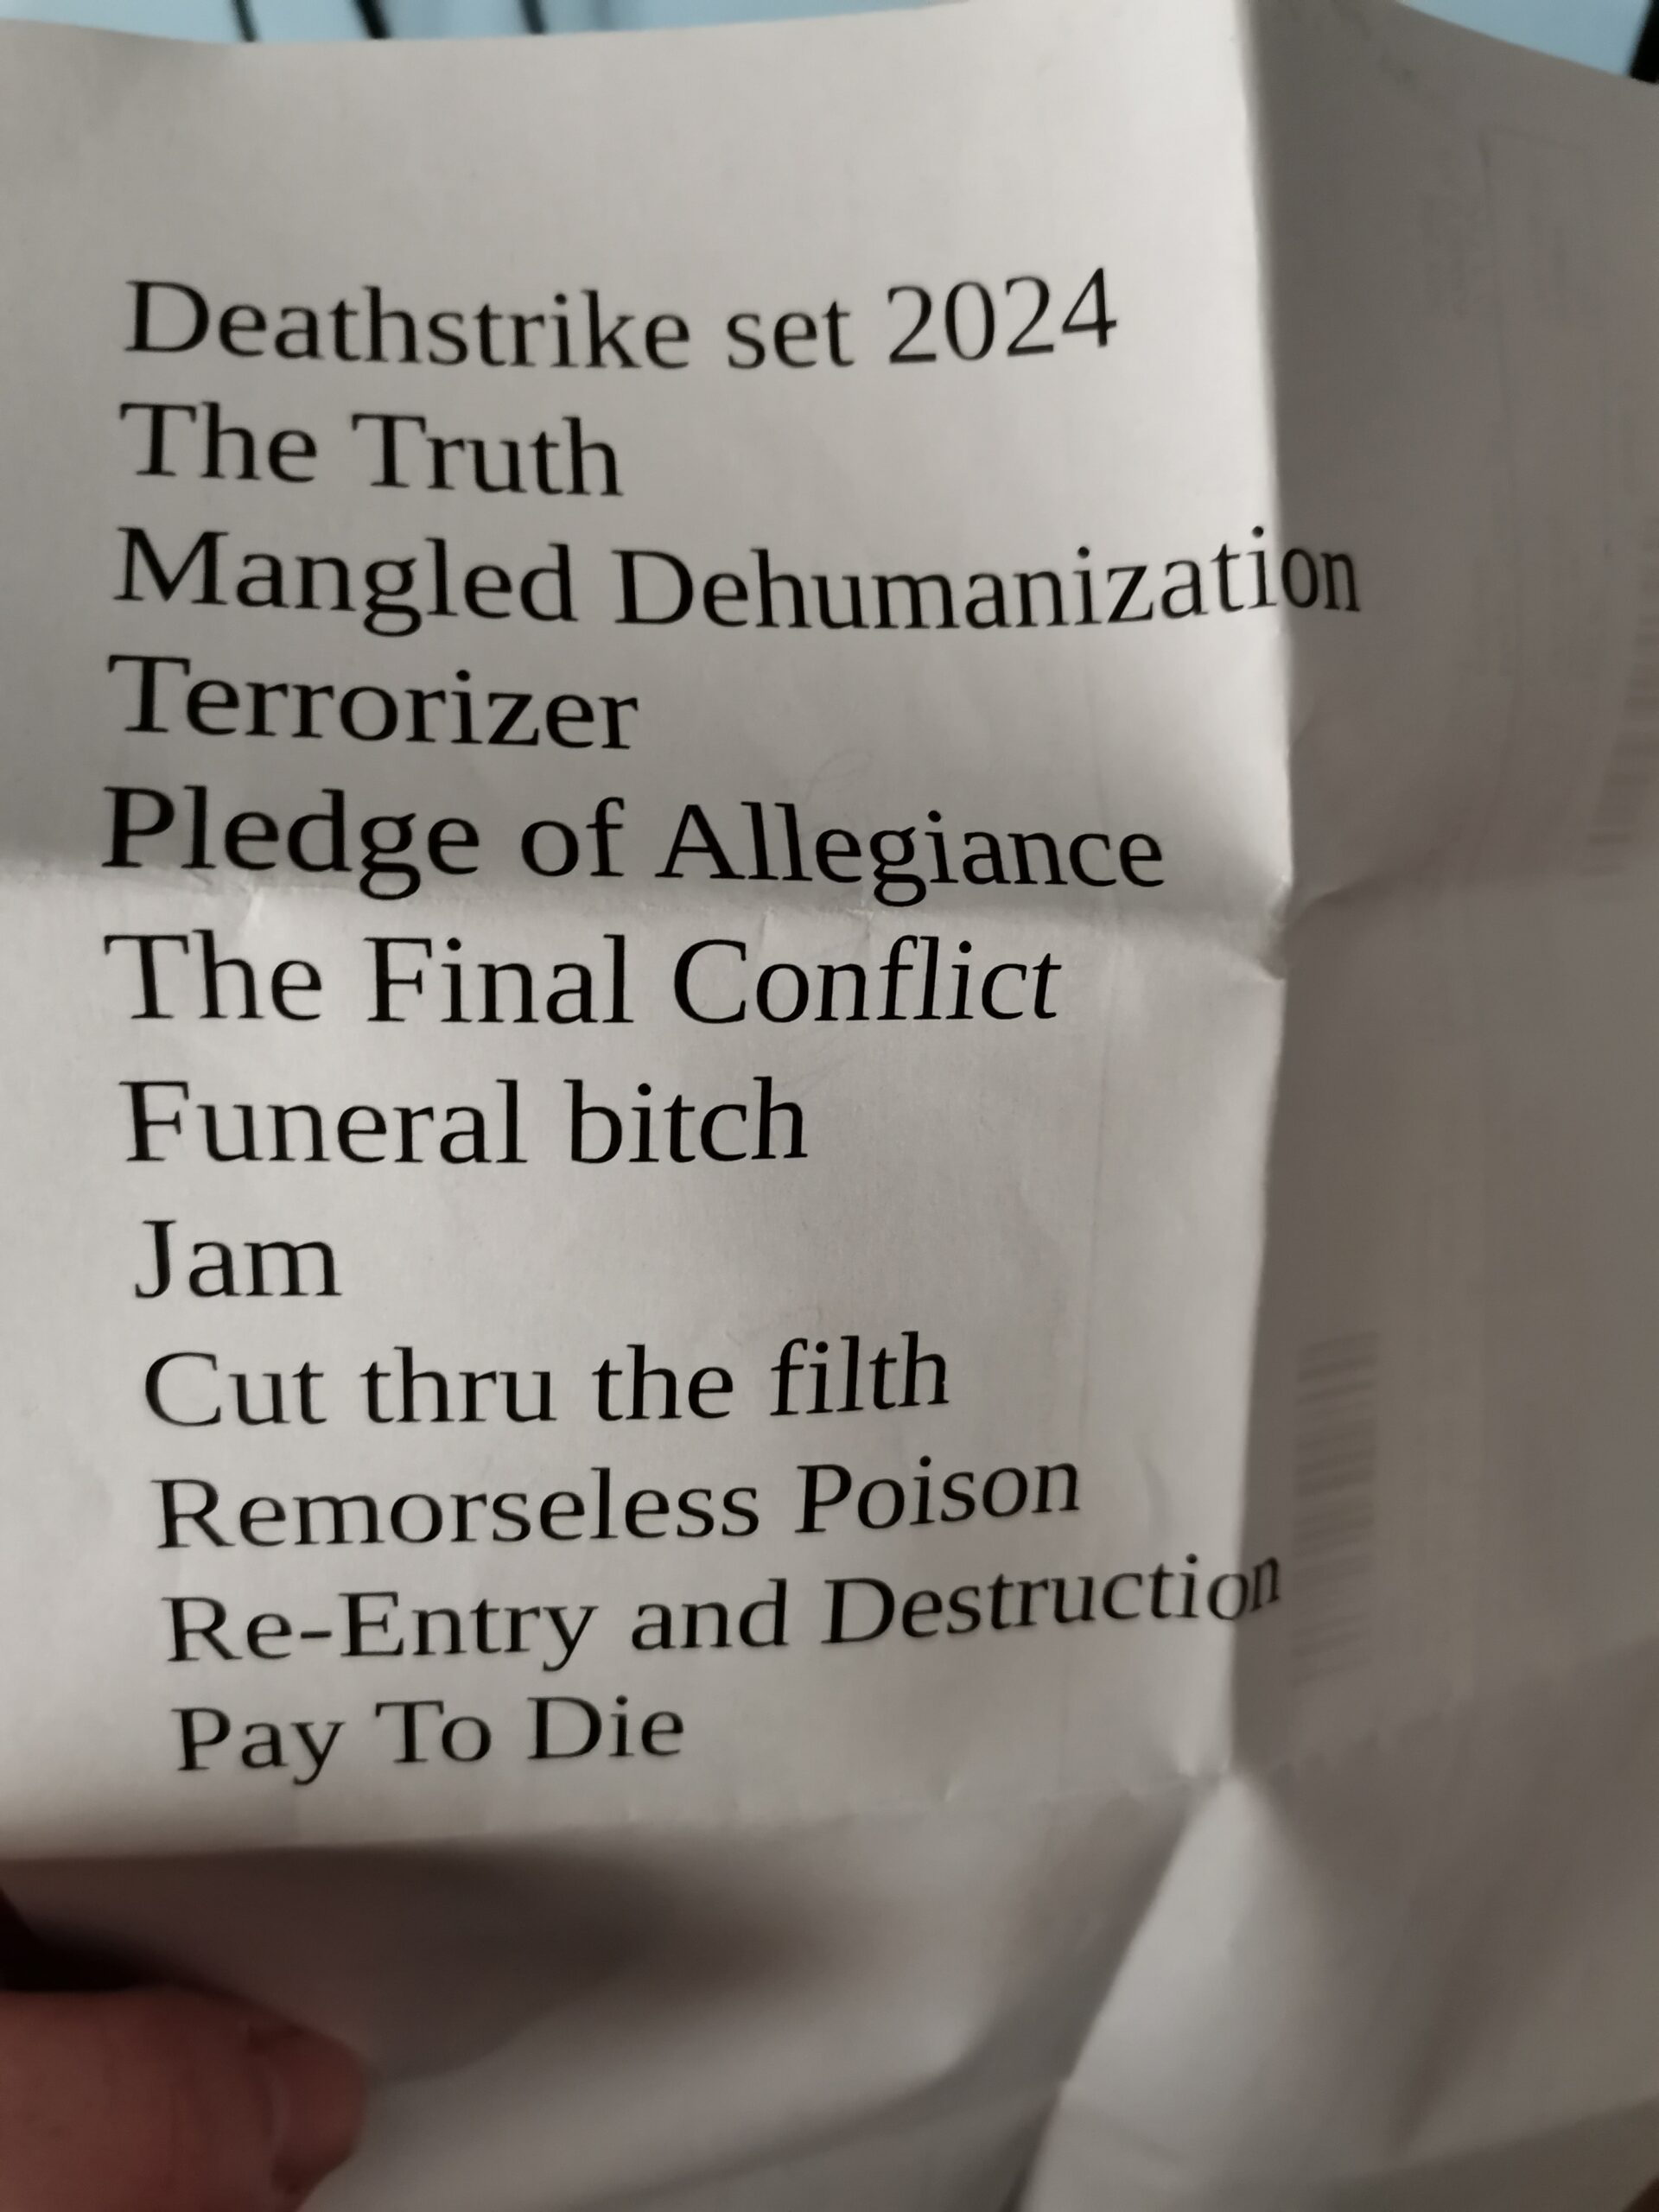 Deathstrike set 2024
The Truth
Mangled Dehumanization
Terrorizer
Pledge of Allegiance
The Final Conflict
Funeral bitch
Jam
Cut thru the filth
Remorseless Poison
Re-Entry and Destruction
Pay To Die